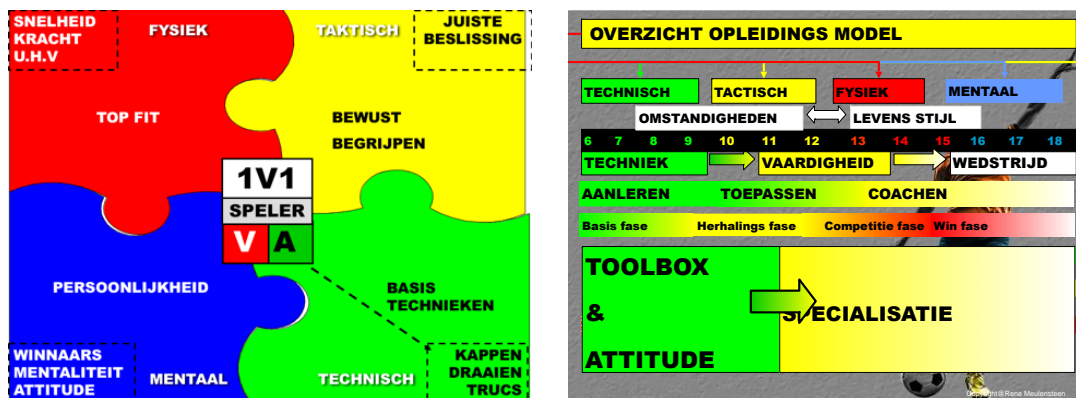 SNELHEID
KRACHT
U.H.V
FYSIEK
TOP FIT
TAKTISCH
JUISTE
BESLISSING
BEWUST
BEGRIJPEN
1V1
SPELER
V A
PERSOONLIJKHEID
WINNAARS
MENTALITEIT
ATTITUDE
MENTAAL
BASIS
TECHNIEKEN
TECHNISCH
KAPPEN
DRAAIEN
TRUCS
OVERZICHT OPLEIDINGS MODEL
TECHNISCH TACTISCH FYSIEK MENTAAL
OMSTANDIGHEDEN LEVENS STIJL
6 7 8 9 10 11 12 13 14 15 16 17 18
TECHNIEK VAARDIGHEID WEDSTRIJD
AANLEREN TOEPASSEN COACHEN
Basis fase Herhalings fase Competitie fase Win fase
TOOLBOX
&
ATTITUDE
SPECIALISATIE
Copyright@Rene Meulensteen